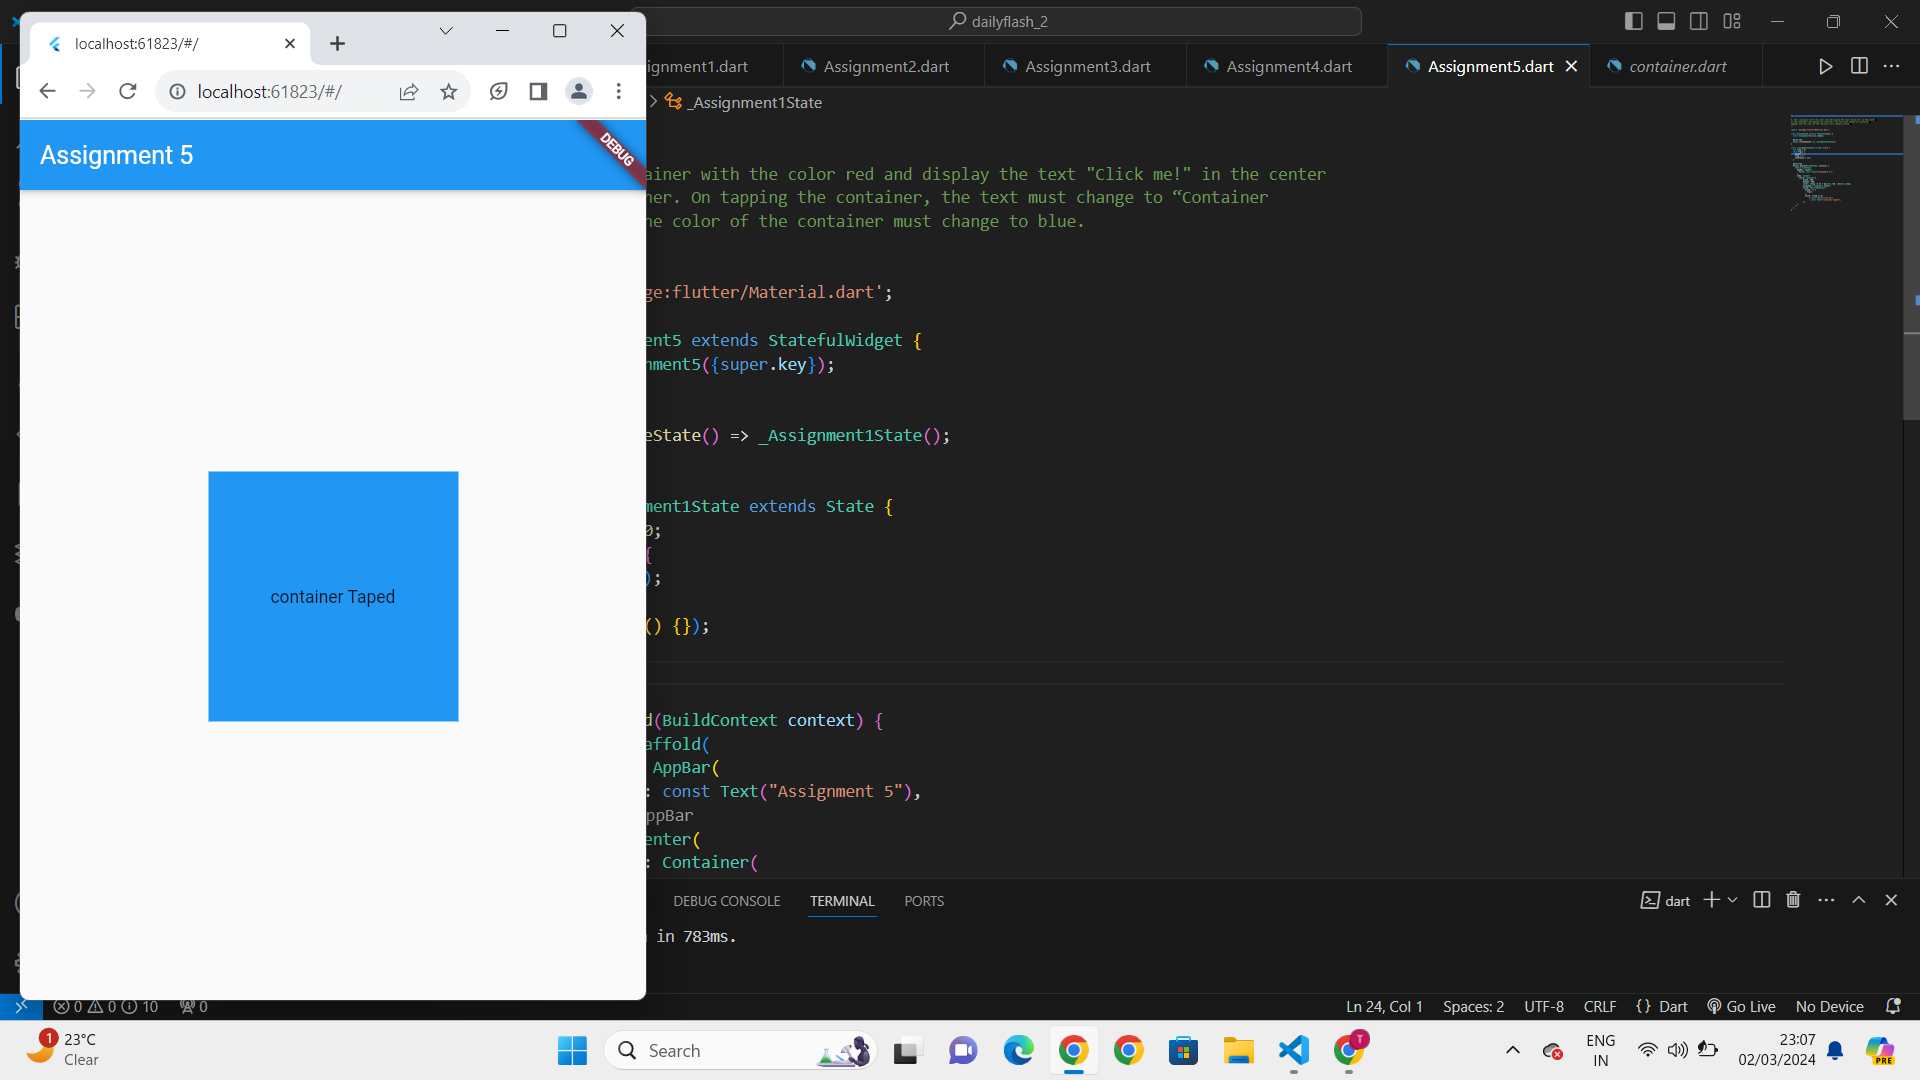 localhost:61823/#/
localhost:61823/#/
Assignment 5
DEBUG
container Taped
dailyflash_2
ignment1.dart
Assignment2.dart
Assignment3.dart
Assignment4.dart
Assignment5.dart
container.dart
_Assignment1State
ainer with the color red and display the text "Click me!" in the center
ner. On tapping the container, the text must change to “Container
he color of the container must change to blue.
ge:flutter/Material.dart';
ent5 extends StatefulWidget {
nment5({super.key});
eState() => _Assignment1State();
ment1State extends State {
0;
{
);
() {});
d(BuildContext context) {
affold(
AppBar(
: const Text("Assignment 5"),
ppBar
enter(
: Container(
DEBUG CONSOLE
TERMINAL
PORTS
dart
in 783ms.
0 0 10 0
Ln 24, Col 1
Spaces: 2
UTF-8
CRLF
{ } Dart
Go Live
No Device
1
23°C
Clear
Search
T
ENG
IN
23:07
02/03/2024
PRE